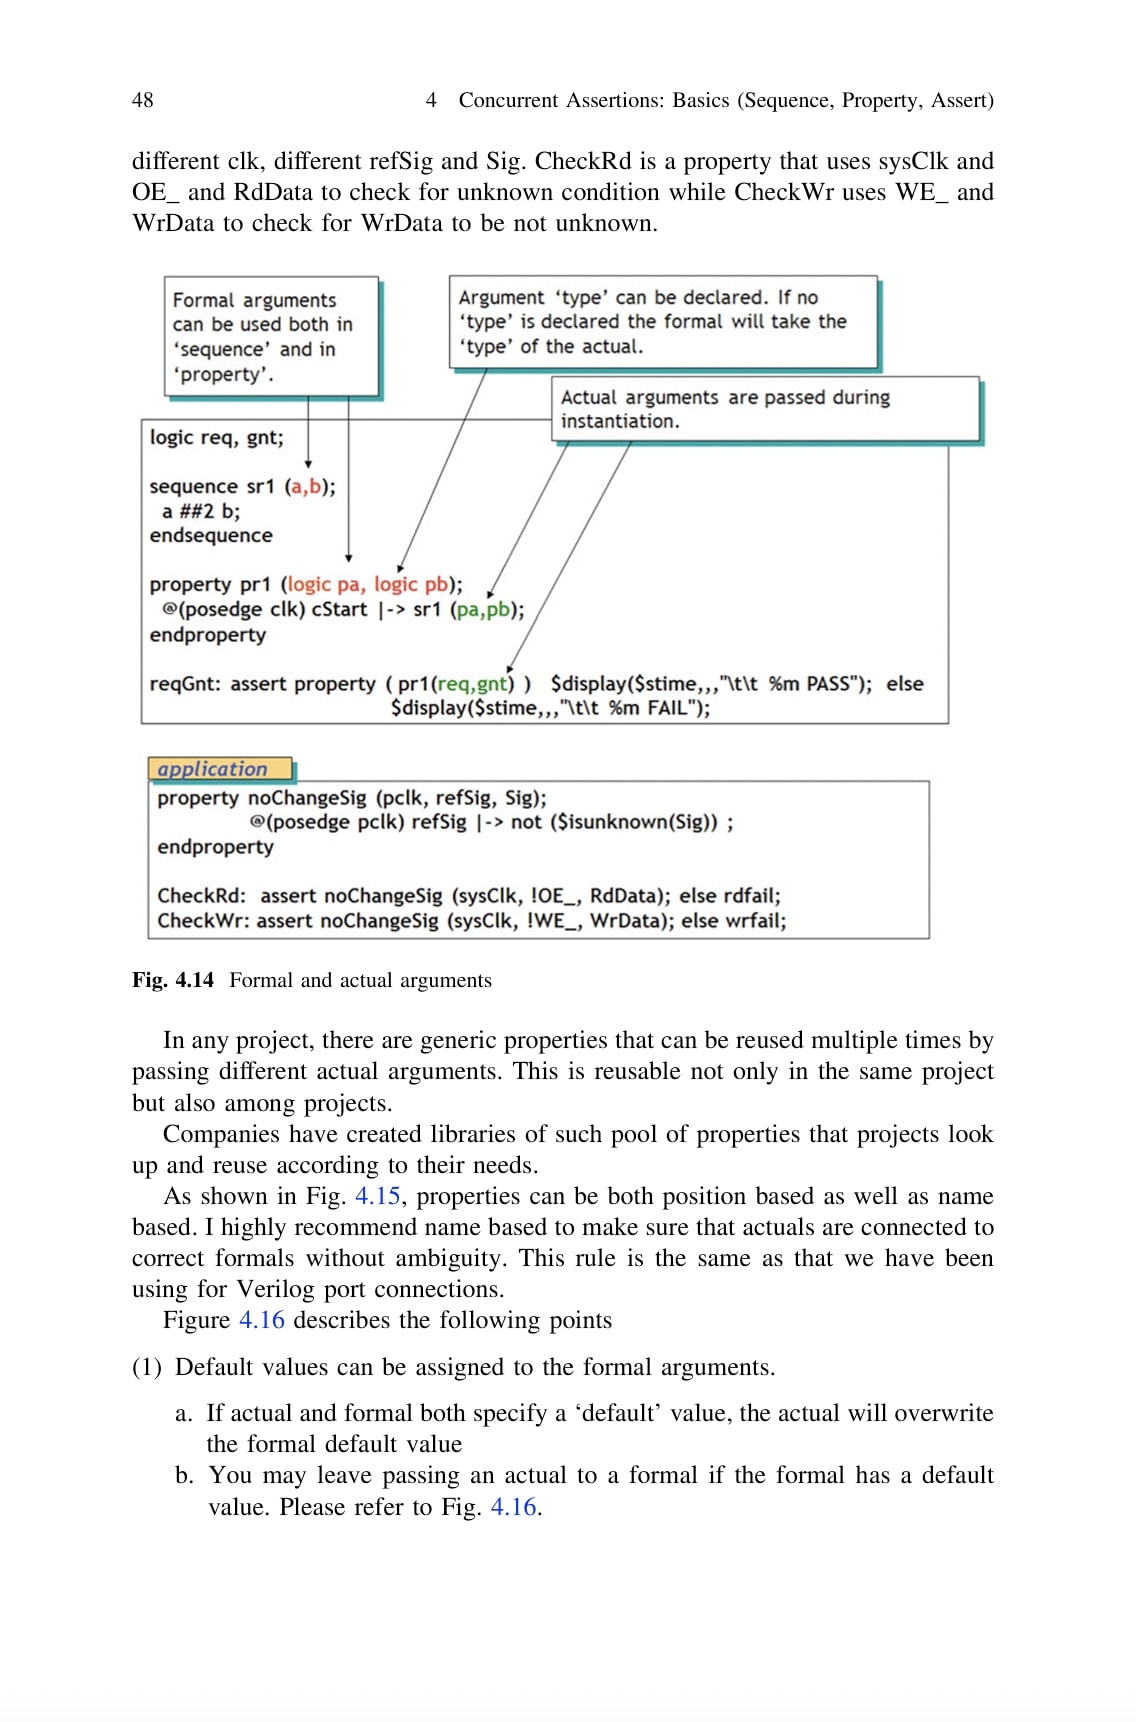 48
4 Concurrent Assertions: Basics (Sequence, Property, Assert)
different clk, different refSig and Sig. CheckRd is a property that uses sysClk and
OE_ and RdData to check for unknown condition while CheckWr uses WE_ and
WrData to check for WrData to be not unknown.
Formal arguments
can be used both in
‘sequence’ and in
‘property’.
Argument ‘type’ can be declared. If no
‘type’ is declared the formal will take the
‘type’ of the actual.
Actual arguments are passed during
instantiation.
logic req, gnt;
sequence sr1 (a,b);
a ##2 b;
endsequence
property pr1 (logic pa, logic pb);
@(posedge clk) cStart |-> sr1 (pa,pb);
endproperty
reqGnt: assert property ( pr1(req,gnt) ) $display($stime,,,"\t\t %m PASS"); else
$display($stime,,,"\t\t %m FAIL");
application
property noChangeSig (pclk, refSig, Sig);
@(posedge pclk) refSig |-> not ($isunknown(Sig)) ;
endproperty
CheckRd: assert noChangeSig (sysClk, !OE_, RdData); else rdfail;
CheckWr: assert noChangeSig (sysClk, !WE_, WrData); else wrfail;
Fig. 4.14 Formal and actual arguments
In any project, there are generic properties that can be reused multiple times by
passing different actual arguments. This is reusable not only in the same project
but also among projects.
Companies have created libraries of such pool of properties that projects look
up and reuse according to their needs.
As shown in Fig. 4.15, properties can be both position based as well as name
based. I highly recommend name based to make sure that actuals are connected to
correct formals without ambiguity. This rule is the same as that we have been
using for Verilog port connections.
Figure 4.16 describes the following points
(1) Default values can be assigned to the formal arguments.
a. If actual and formal both specify a ‘default’ value, the actual will overwrite
the formal default value
b. You may leave passing an actual to a formal if the formal has a default
value. Please refer to Fig. 4.16.